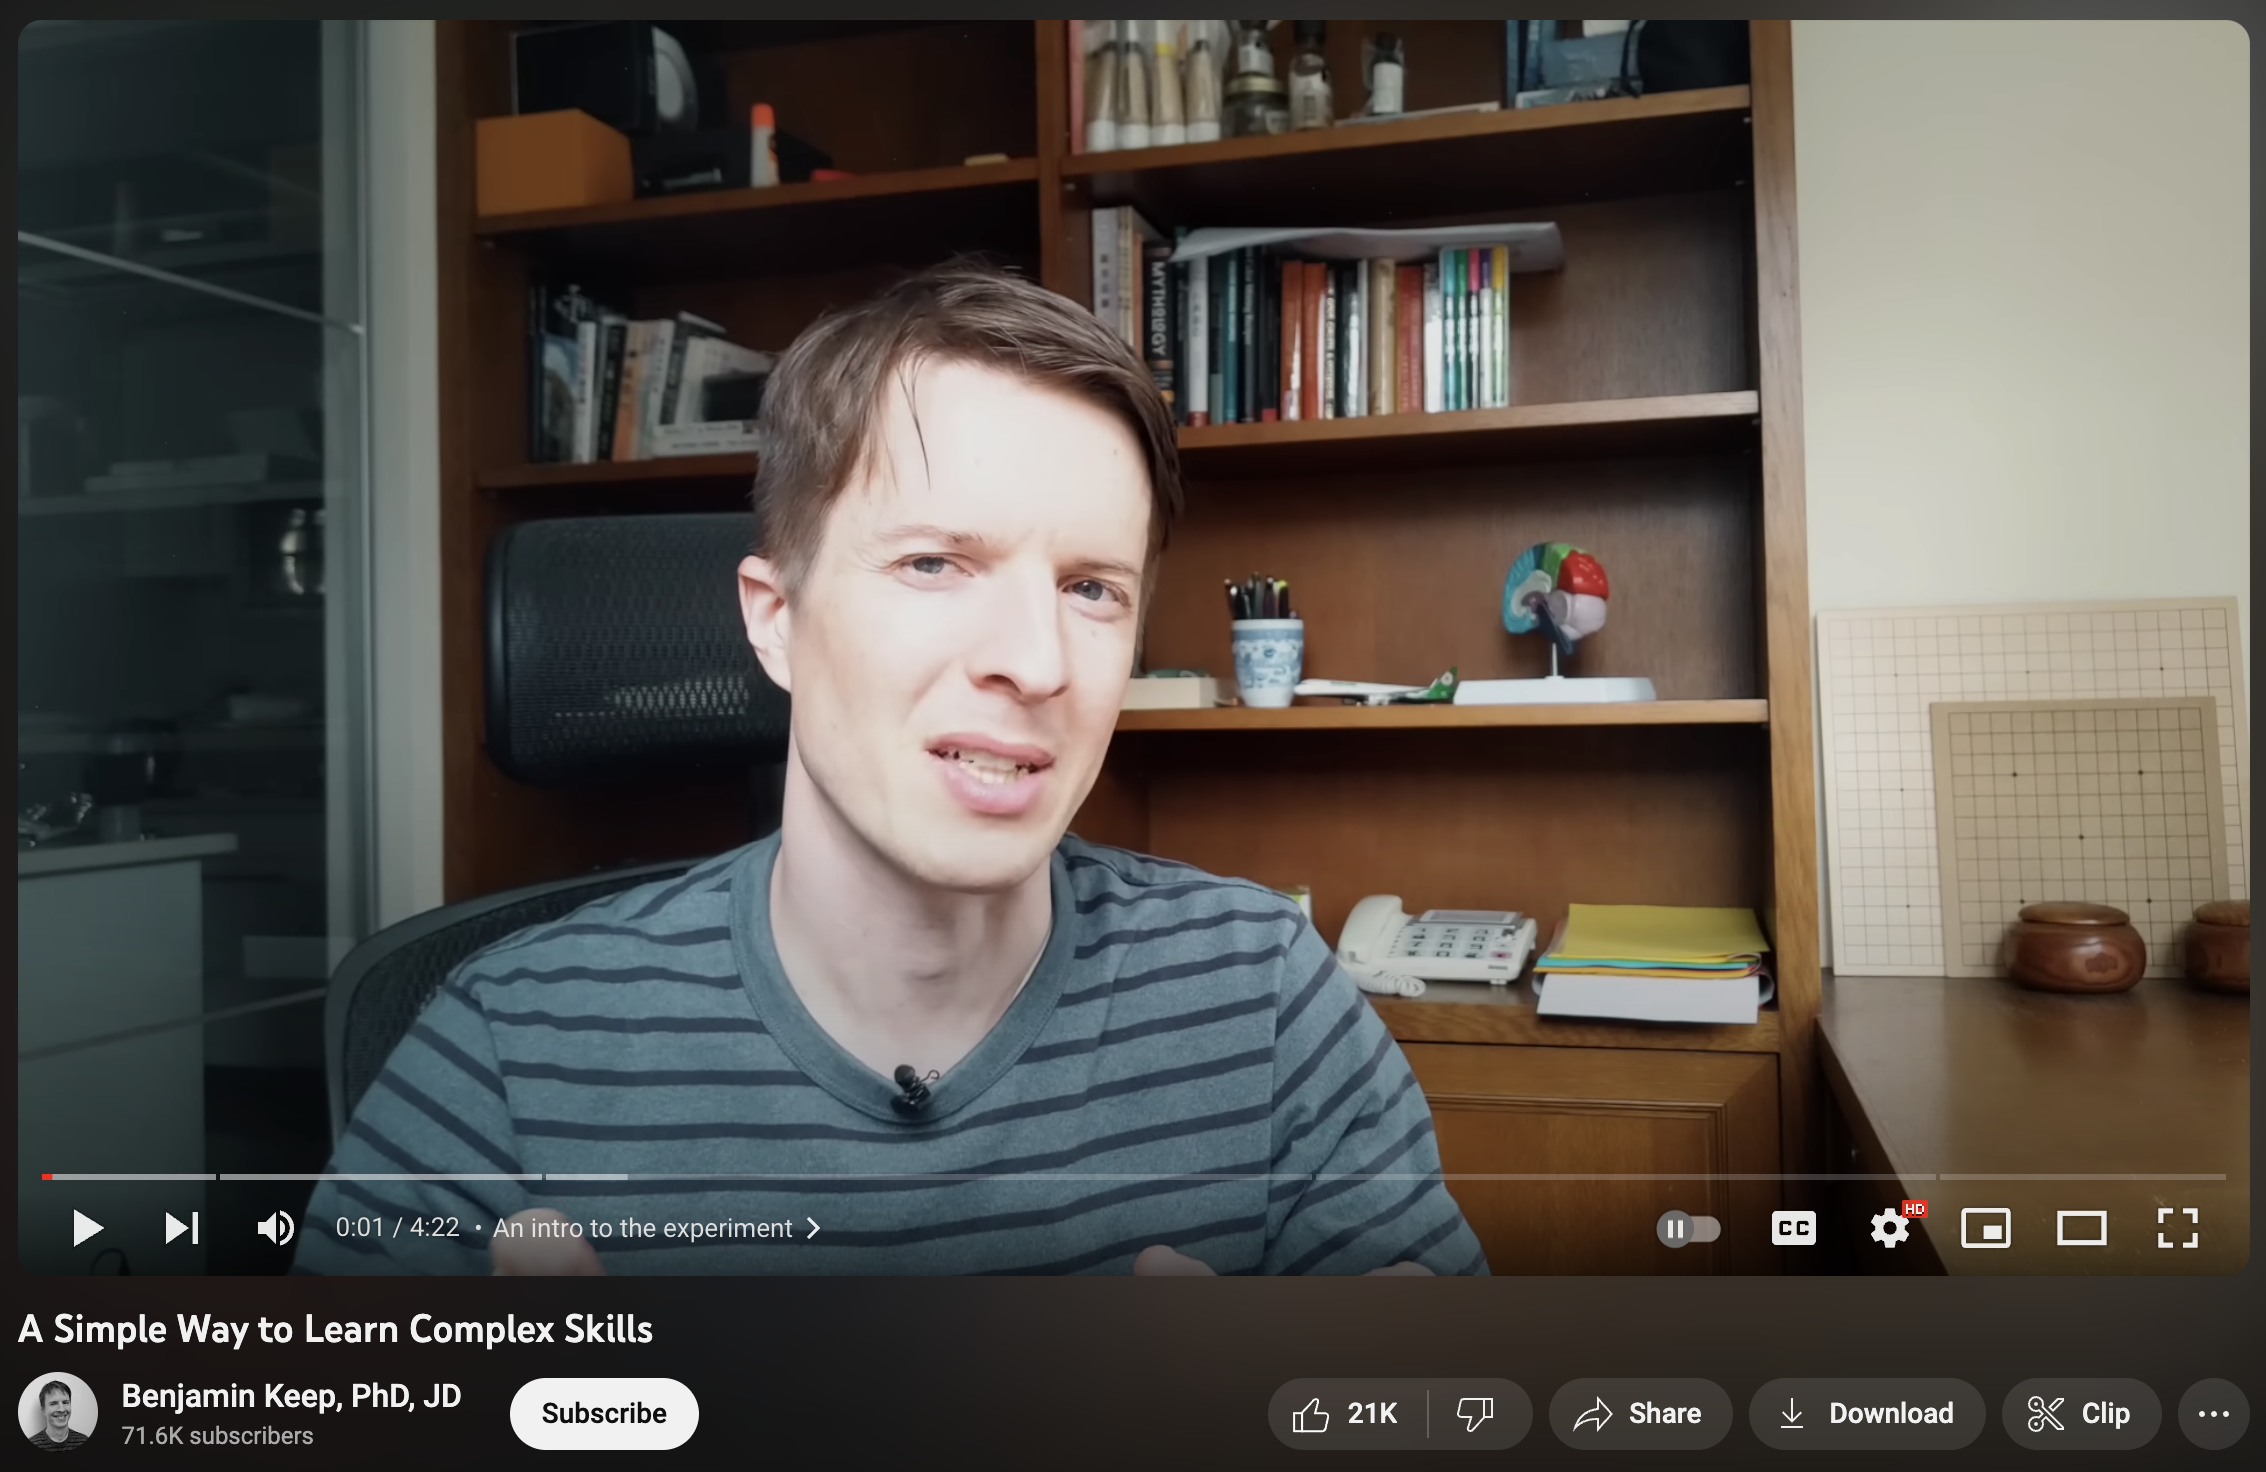 MYTHOLOGY
0:01 / 4:22 • An intro to the experiment
CC
HD
A Simple Way to Learn Complex Skills
Benjamin Keep, PhD, JD
71.6K subscribers
Subscribe
21K
Share
Download
Clip